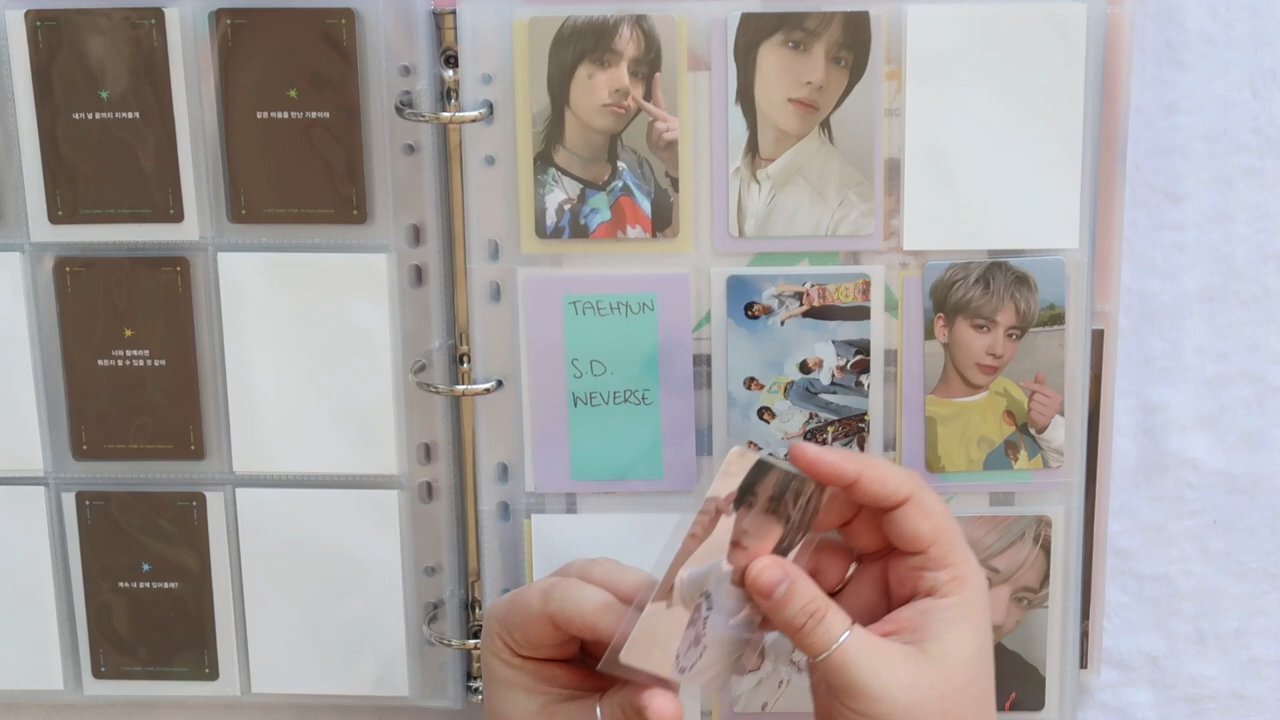 내가 널 끝까지 지켜줄게
같은 마음을 만난 기분이야
너와 함께라면
뭐든지 할 수 있을 것 같아
계속 내 곁에 있어줄래?
TAEHYUN
S.D.
WEVERSE